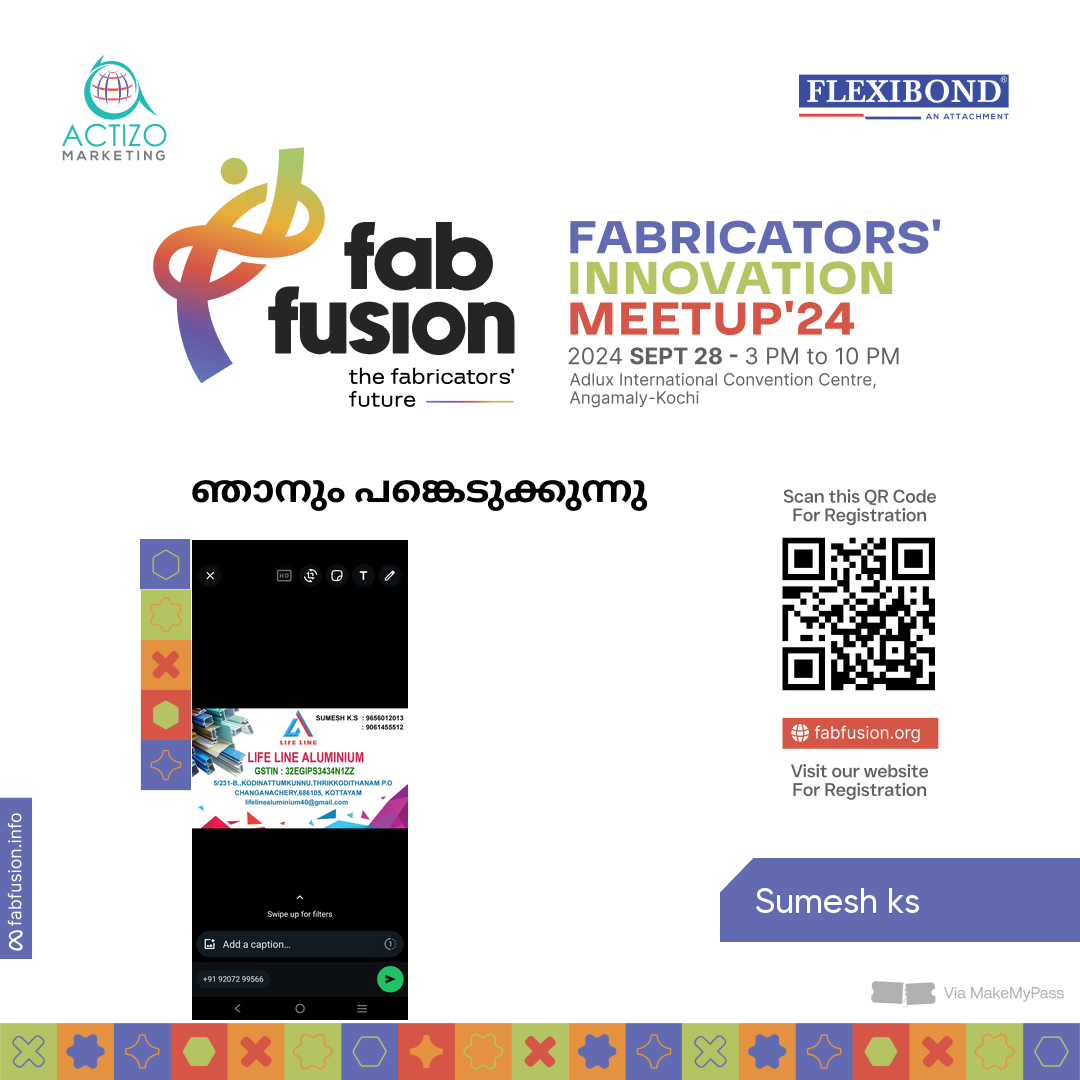 ACTIZO
MARKETING
FLEXIBOND®
AN ATTACHMENT
fab
fusion
the fabricators'
future
FABRICATORS'
INNOVATION
MEETUP'24
2024 SEPT 28 - 3 PM to 10 PM
Adlux International Convention Centre,
Angamaly-Kochi
ഞാനും പങ്കെടുക്കുന്നു
Scan this QR Code
For Registration
fabfusion.org
Visit our website
For Registration
HD
T
SUMESH K.S : 9656012013
: 9061455512
LIFE LINE
LIFE LINE ALUMINIUM
GSTIN : 32EGIPS3434N1ZZ
5/231-B,,KODINATTUMKUNNU,THRIKKODITHANAM P.O
CHANGANACHERY,686105, KOTTAYAM
lifelinealuminium40@gmail.com
Swipe up for filters
Add a caption...
1
+91 92072 99566
fabfusion.info
Sumesh ks
Via MakeMyPass